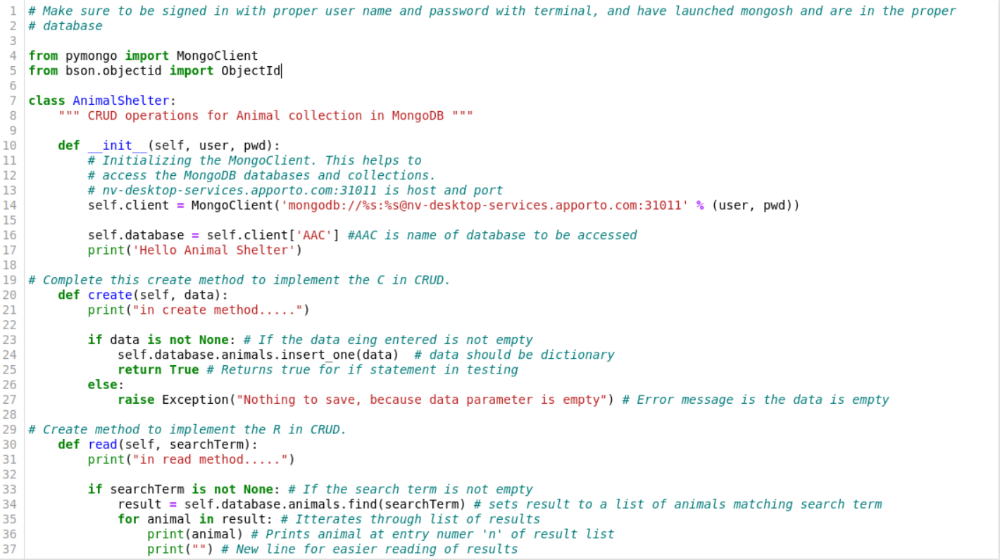 1 # Make sure to be signed in with proper user name and password with terminal, and have launched mongosh and are in the proper
2 # database
3
4 from pymongo import MongoClient
5 from bson.objectid import ObjectId
6
7 class AnimalShelter:
8     """ CRUD operations for Animal collection in MongoDB """
9
10     def __init__(self, user, pwd):
11         # Initializing the MongoClient. This helps to
12         # access the MongoDB databases and collections.
13         # nv-desktop-services.apporto.com:31011 is host and port
14         self.client = MongoClient('mongodb://%s:%s@nv-desktop-services.apporto.com:31011' % (user, pwd))
15
16         self.database = self.client['AAC'] #AAC is name of database to be accessed
17         print('Hello Animal Shelter')
18
19 # Complete this create method to implement the C in CRUD.
20     def create(self, data):
21         print("in create method.....")
22
23         if data is not None: # If the data eing entered is not empty
24             self.database.animals.insert_one(data)  # data should be dictionary
25             return True # Returns true for if statement in testing
26         else:
27             raise Exception("Nothing to save, because data parameter is empty") # Error message is the data is empty
28
29 # Create method to implement the R in CRUD.
30     def read(self, searchTerm):
31         print("in read method.....")
32
33         if searchTerm is not None: # If the search term is not empty
34             result = self.database.animals.find(searchTerm) # sets result to a list of animals matching search term
35             for animal in result: # Itterates through list of results
36                 print(animal) # Prints animal at entry numer 'n' of result list
37                 print("") # New line for easier reading of results